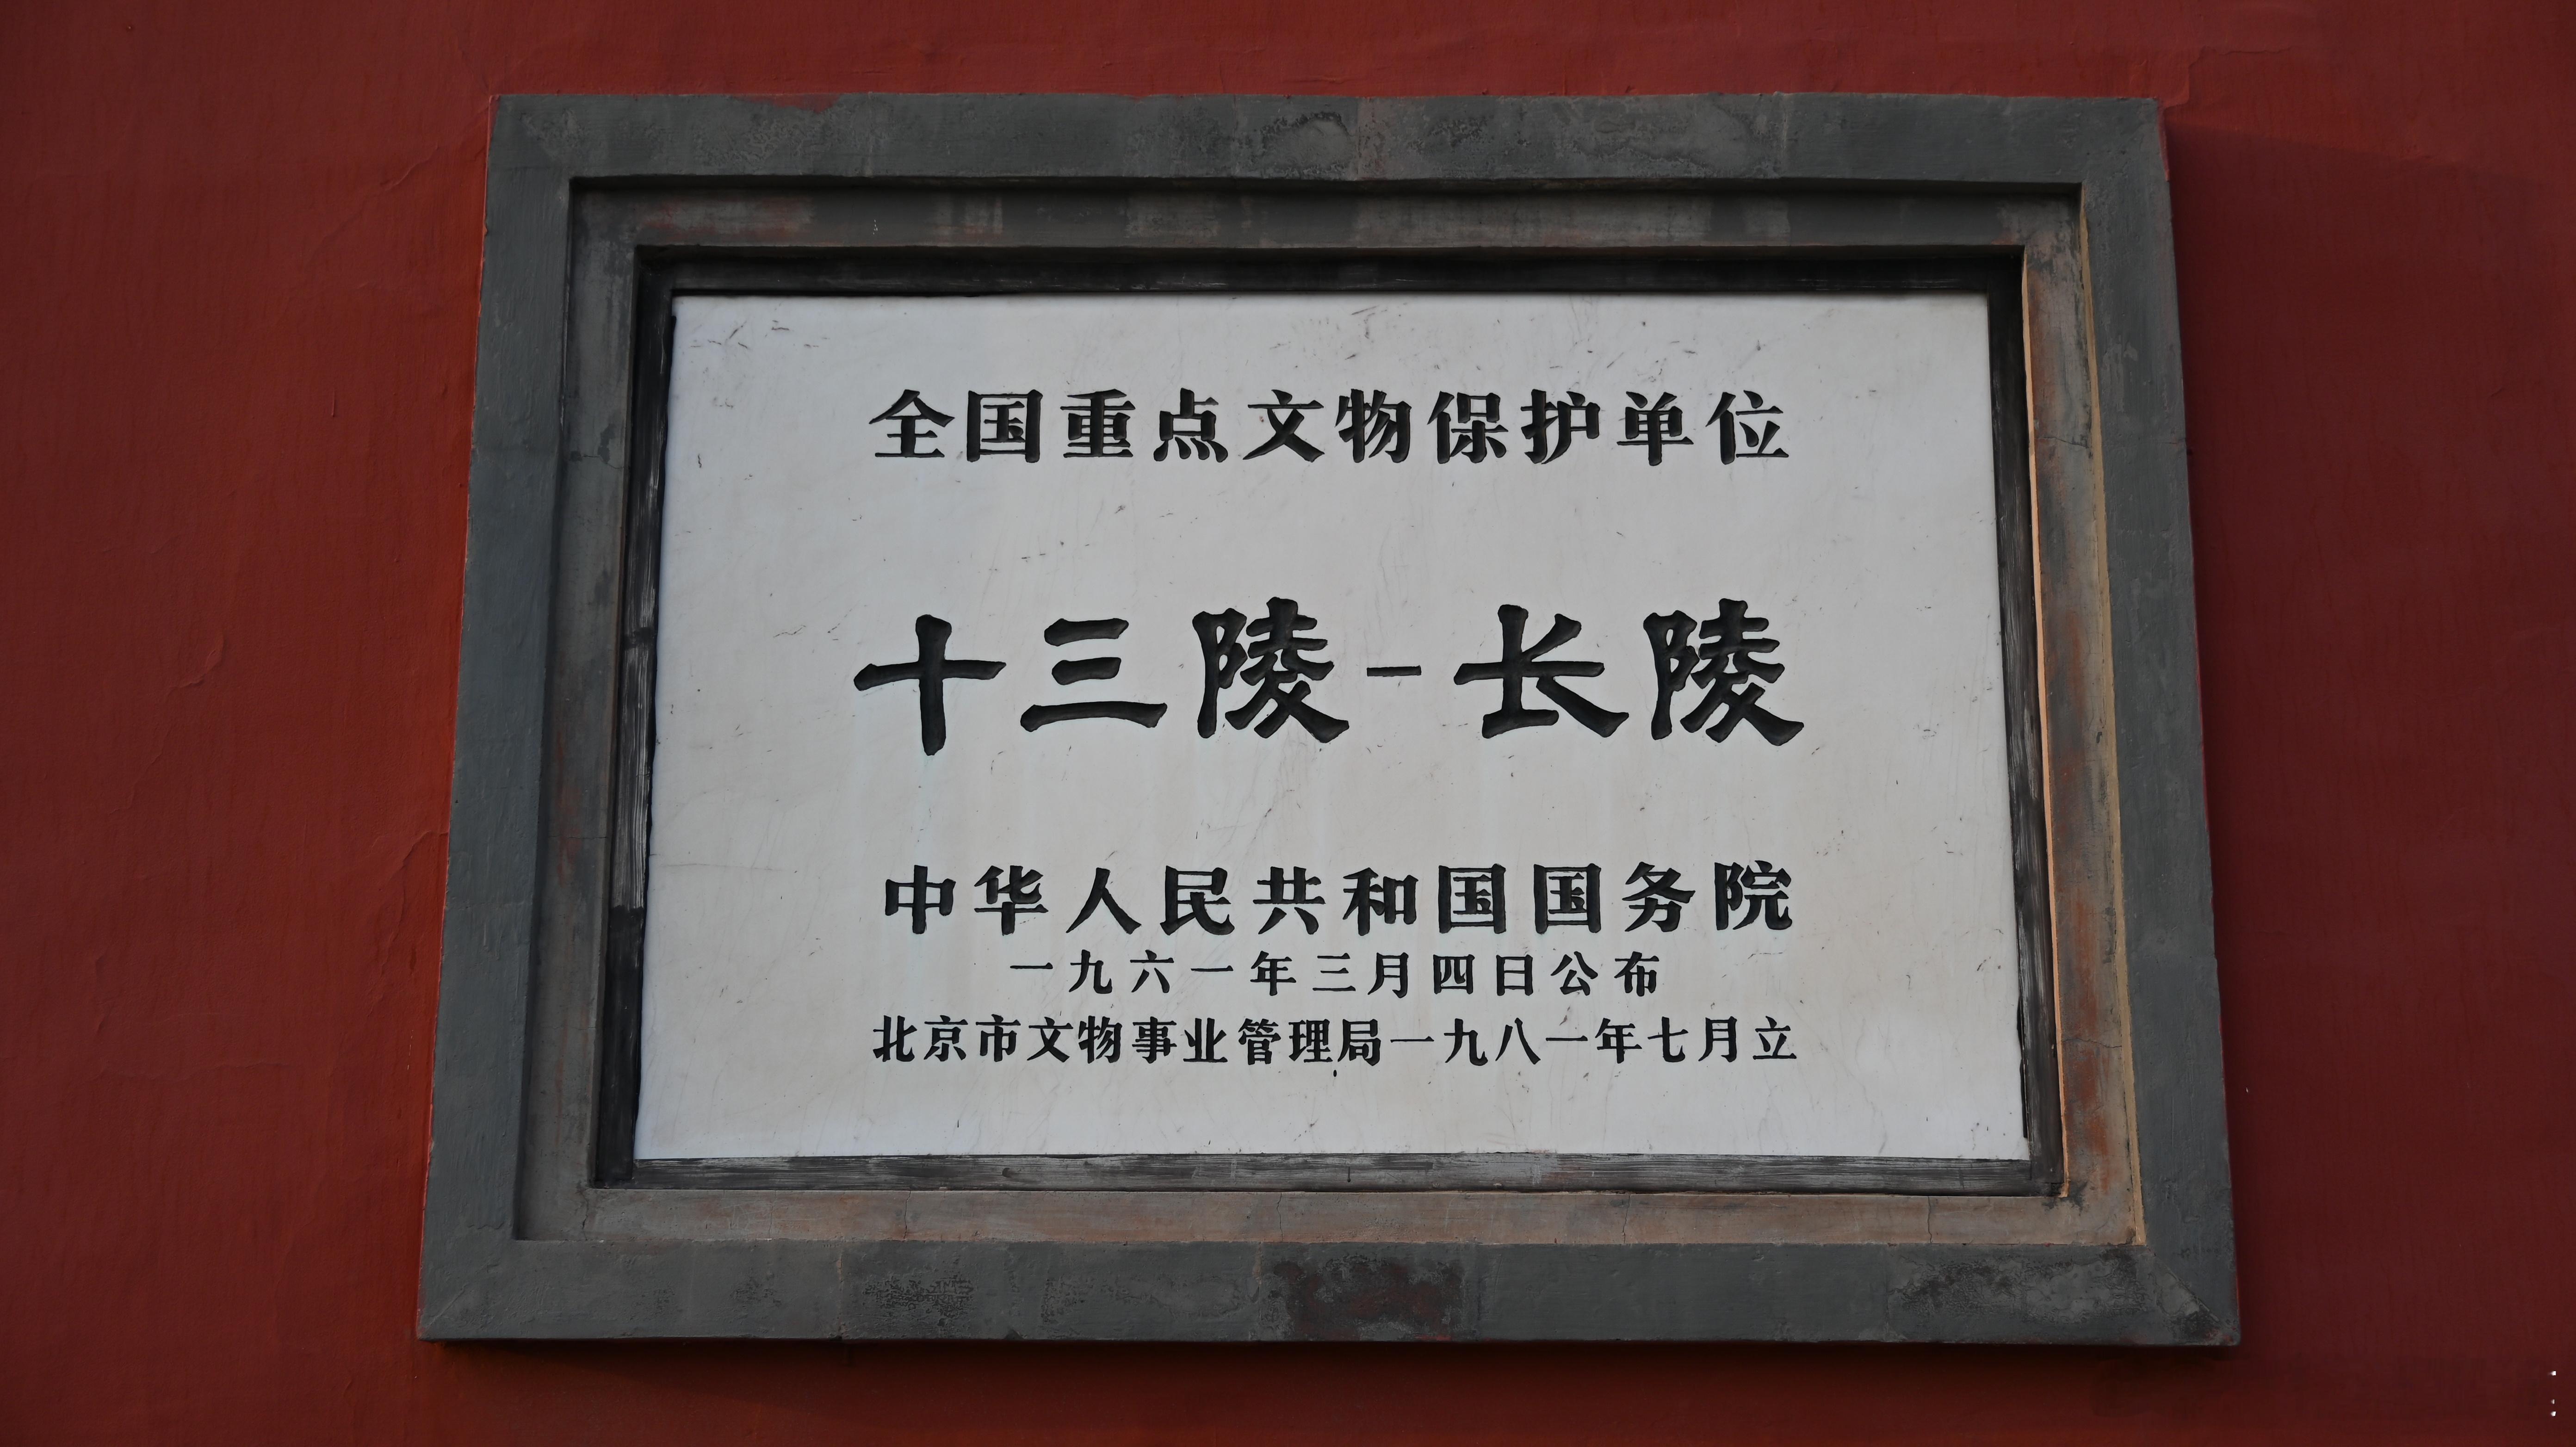 全国重点文物保护单位
十三陵-长陵
中华人民共和国国务院
一九六一年三月四日公布
北京市文物事业管理局一九八一年七月立